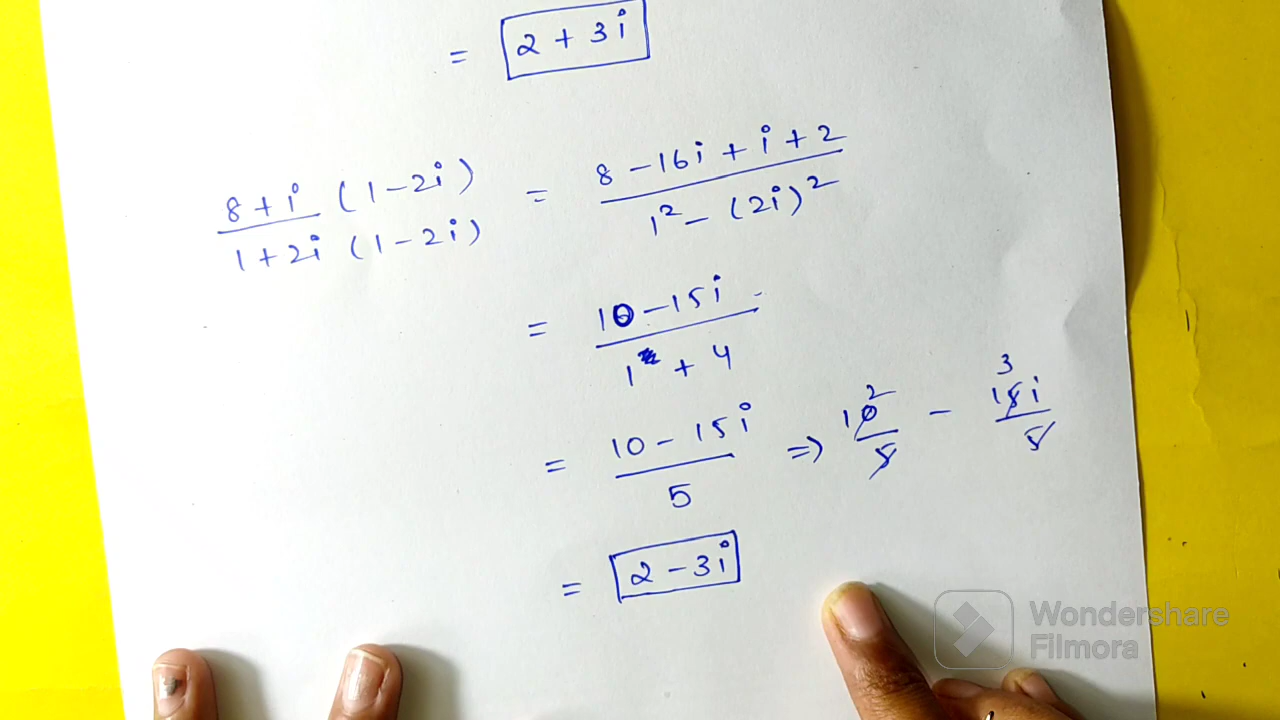 = 2 + 3i
8 + i (1 - 2i) / 1 + 2i (1 - 2i) = 8 - 16i + i + 2 / 1² - (2i)²
= 10 - 15i / 1 + 4
= 10 - 15i / 5 ⇒ 10 2 / 5 - 3 15i / 5
= 2 - 3i
Wondershare
Filmora